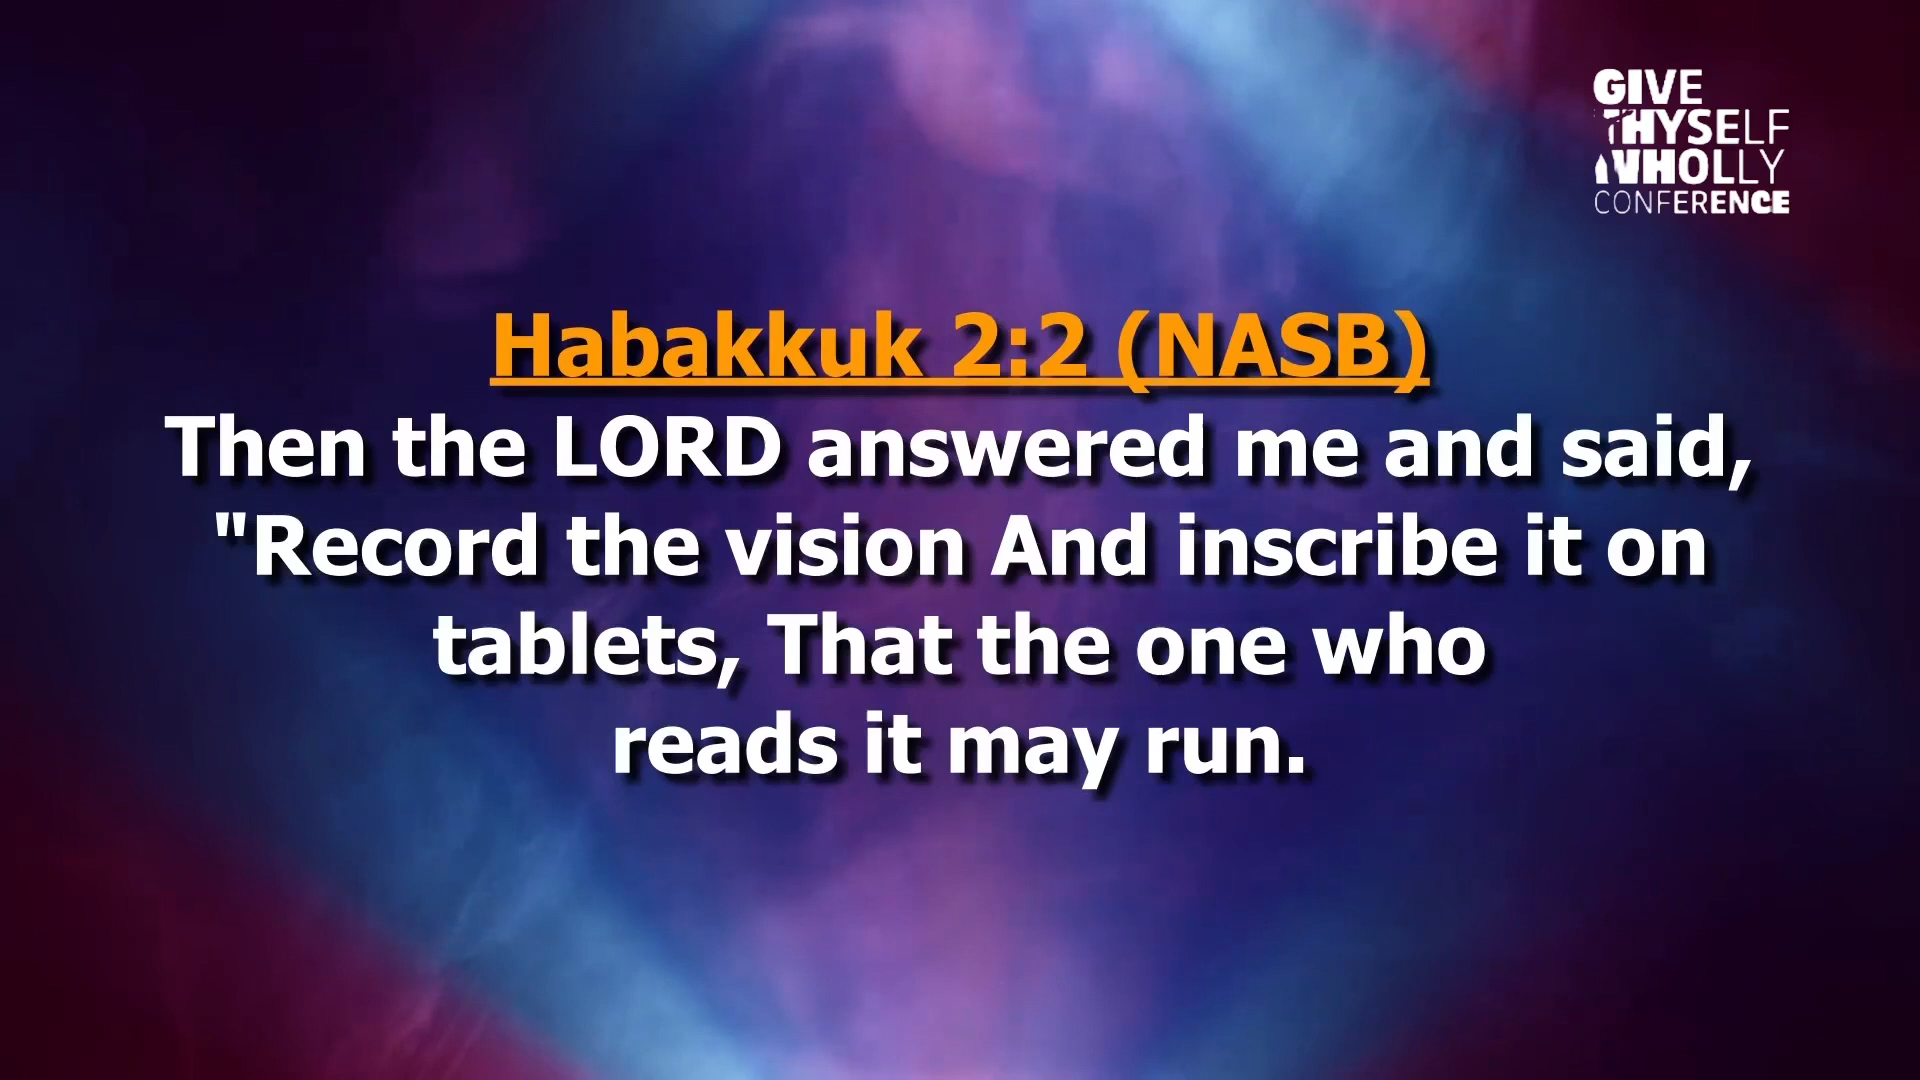 GIVE
THYSELF
WHOLLY
CONFERENCE
Habakkuk 2:2 (NASB)
Then the LORD answered me and said,
"Record the vision And inscribe it on
tablets, That the one who
reads it may run.